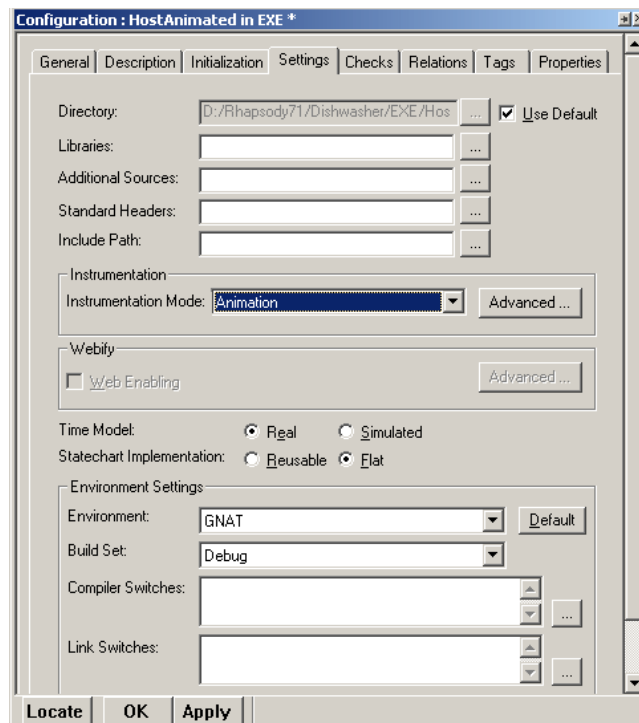 Configuration : HostAnimated in EXE *
General Description Initialization Settings Checks Relations Tags Properties
Directory: D:/Rhapsody71/Dishwasher/EXE/Hos ... Use Default
Libraries: ...
Additional Sources: ...
Standard Headers: ...
Include Path: ...
Instrumentation
Instrumentation Mode: Animation Advanced ...
Webify
Web Enabling Advanced ...
Time Model: Real Simulated
Statechart Implementation: Reusable Flat
Environment Settings
Environment: GNAT Default
Build Set: Debug
Compiler Switches: ...
Link Switches: ...
Locate OK Apply